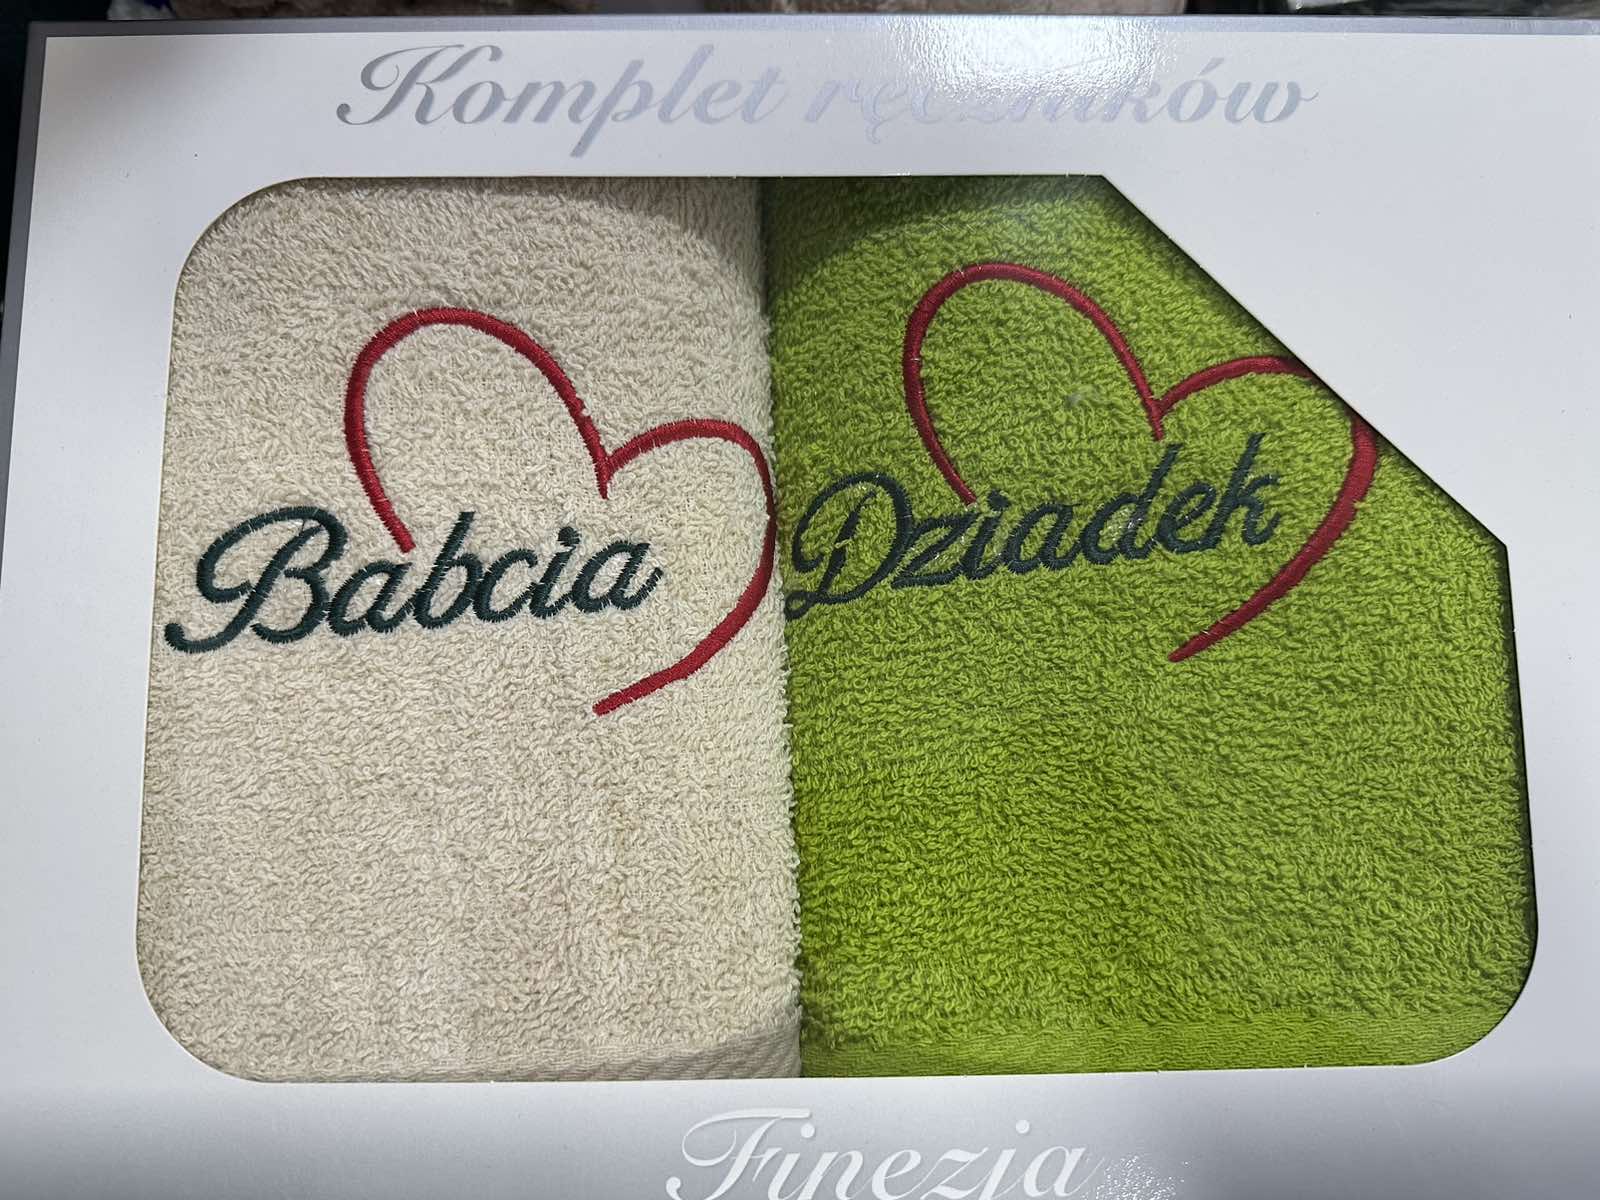 Komplet ręczników
Babcia
Dziadek
Finezja